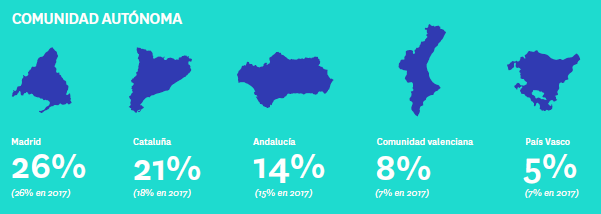 COMUNIDAD AUTÓNOMA
Madrid
26%
(26% en 2017)
Cataluña
21%
(18% en 2017)
Andalucía
14%
(15% en 2017)
Comunidad valenciana
8%
(7% en 2017)
País Vasco
5%
(7% en 2017)